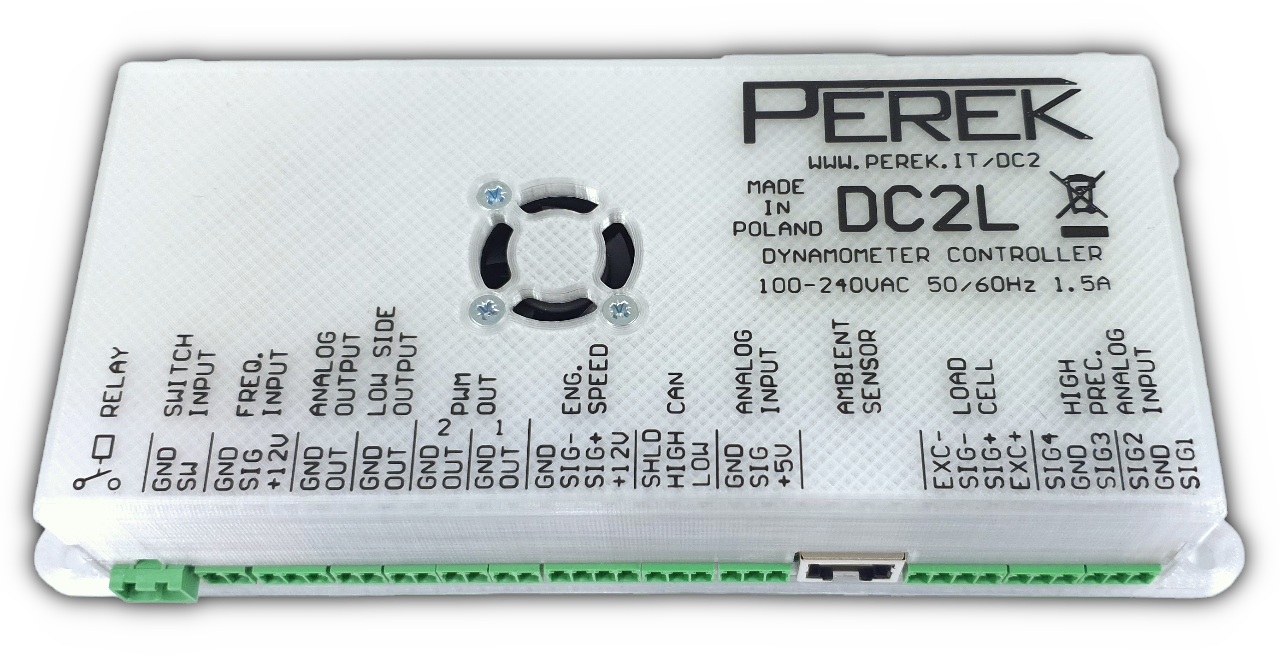 PEREK
WWW.PEREK.IT/DC2
MADE
IN
POLAND
DC2L
DYNAMOMETER CONTROLLER
100-240VAC 50/60Hz 1.5A
RELAY
SWITCH
INPUT
FREQ.
INPUT
ANALOG
OUTPUT
LOW SIDE
OUTPUT
PWM
OUT
ENG.
SPEED
CAN
ANALOG
INPUT
AMBIENT
SENSOR
LOAD
CELL
HIGH
PREC.
ANALOG
INPUT
GND
SW
GND
SIG
+12V
GND
OUT
GND
OUT
2
GND
OUT
1
GND
OUT
GND
SIG-
SIG+
+12V
SHLD
HIGH
LOW
GND
SIG
+5V
EXC-
SIG-
SIG+
EXC+
SIG4
GND
SIG3
SIG2
GND
SIG1